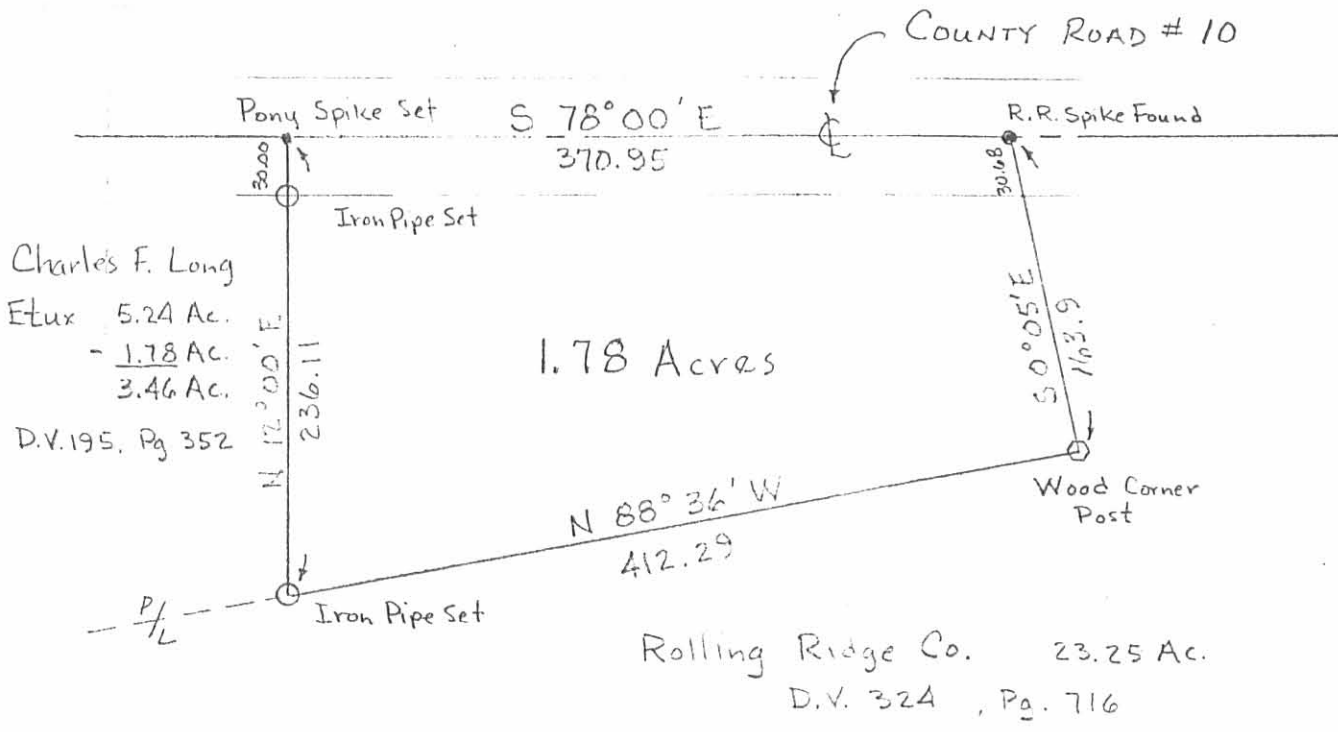 COUNTY ROAD # 10
Pony Spike Set
S 78°00' E
370.95
℄
R.R. Spike Found
30.00
30.68
Iron Pipe Set
Charles F. Long
Etux 5.24 Ac.
- 1.78 Ac.
3.46 Ac.
D.V. 195, Pg 352
N 12°00' E
236.11
1.78 Acres
S 0°05' E
163.9
Wood Corner
Post
N 88° 36' W
412.29
P/L
Iron Pipe Set
Rolling Ridge Co. 23.25 Ac.
D.V. 324 , Pg. 716